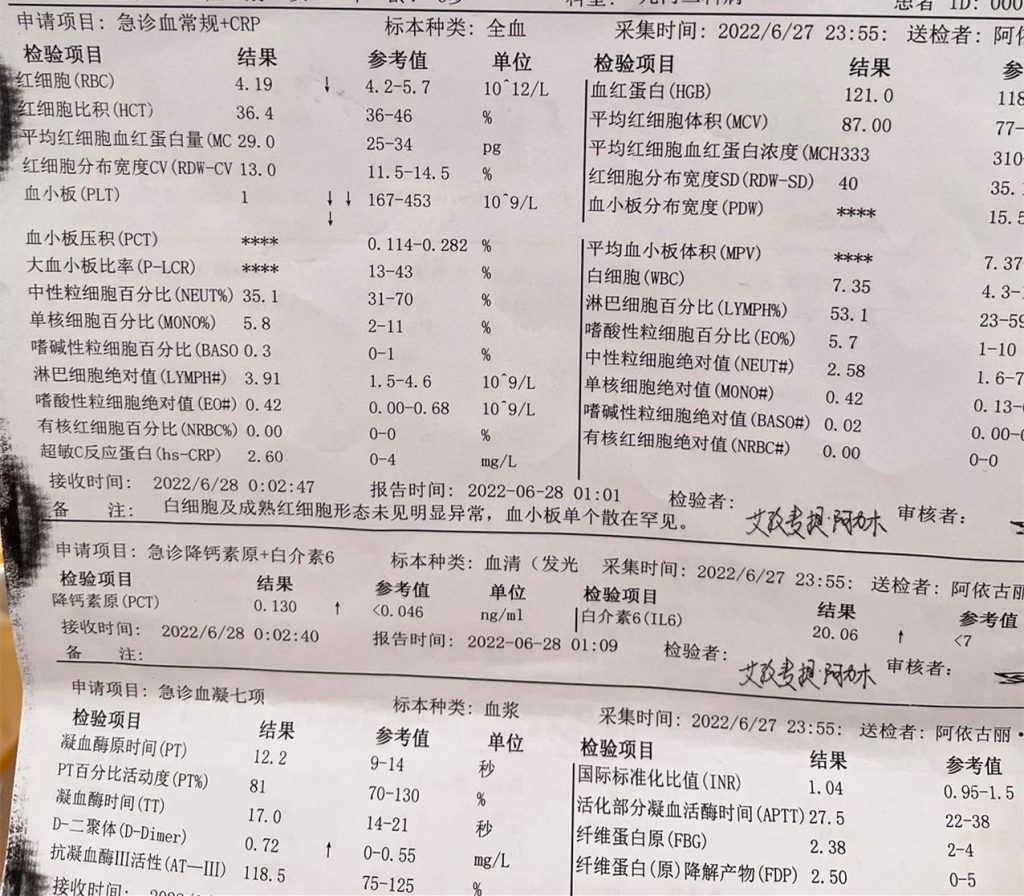 申请项目: 急诊血常规+CRP 标本种类: 全血 采集时间: 2022/6/27 23:55: 送检者: 阿依
检验项目 结果 参考值 单位 检验项目 结果
红细胞(RBC) 4.19 ↓ 4.2-5.7 10^12/L 血红蛋白(HGB) 121.0 118
红细胞比积(HCT) 36.4 36-46 % 平均红细胞体积(MCV) 87.00 77-
平均红细胞血红蛋白量(MC 29.0 25-34 pg 平均红细胞血红蛋白浓度(MCH333 310-
红细胞分布宽度CV(RDW-CV 13.0 11.5-14.5 % 红细胞分布宽度SD(RDW-SD) 40 35.
血小板(PLT) 1 ↓↓↓ 167-453 10^9/L 血小板分布宽度(PDW) **** 15.5
血小板压积(PCT) **** 0.114-0.282 % 平均血小板体积(MPV) **** 7.37-
大血小板比率(P-LCR) **** 13-43 % 白细胞(WBC) 7.35 4.3-
中性粒细胞百分比(NEUT%) 35.1 31-70 % 淋巴细胞百分比(LYMPH%) 53.1 23-59
单核细胞百分比(MONO%) 5.8 2-11 % 嗜酸性粒细胞百分比(EO%) 5.7 1-10
嗜碱性粒细胞百分比(BASO 0.3 0-1 % 中性粒细胞绝对值(NEUT#) 2.58 1.6-7
淋巴细胞绝对值(LYMPH#) 3.91 1.5-4.6 10^9/L 单核细胞绝对值(MONO#) 0.42 0.13-
嗜酸性粒细胞绝对值(EO#) 0.42 0.00-0.68 10^9/L 嗜碱性粒细胞绝对值(BASO#) 0.02 0.00-
有核红细胞百分比(NRBC%) 0.00 0-0 % 有核红细胞绝对值(NRBC#) 0.00 0-0
超敏C反应蛋白(hs-CRP) 2.60 0-4 mg/L
接收时间: 2022/6/28 0:02:47 报告时间: 2022-06-28 01:01 检验者: 审核者:
备 注: 白细胞及成熟红细胞形态未见明显异常，血小板单个散在罕见。
申请项目: 急诊降钙素原+白介素6 标本种类: 血清（发光 采集时间: 2022/6/27 23:55: 送检者: 阿依古丽
检验项目 结果 参考值 单位 检验项目 结果 参考值
降钙素原(PCT) 0.130 ↑ <0.046 ng/ml 白介素6(IL6) 20.06 ↑ <7
接收时间: 2022/6/28 0:02:40 报告时间: 2022-06-28 01:09 检验者: 审核者:
备 注:
申请项目: 急诊血凝七项 标本种类: 血浆 采集时间: 2022/6/27 23:55: 送检者: 阿依古丽·
检验项目 结果 参考值 单位 检验项目 结果 参考值
凝血酶原时间(PT) 12.2 9-14 秒 国际标准化比值(INR) 1.04 0.95-1.5
PT百分比活动度(PT%) 81 70-130 % 活化部分凝血活酶时间(APTT) 27.5 22-38
凝血酶时间(TT) 17.0 14-21 秒 纤维蛋白原(FBG) 2.38 2-4
D-二聚体(D-Dimer) 0.72 ↑ 0-0.55 mg/L 纤维蛋白(原)降解产物(FDP) 2.50 0-5
抗凝血酶III活性(AT—III) 118.5 75-125 %
接收时间: